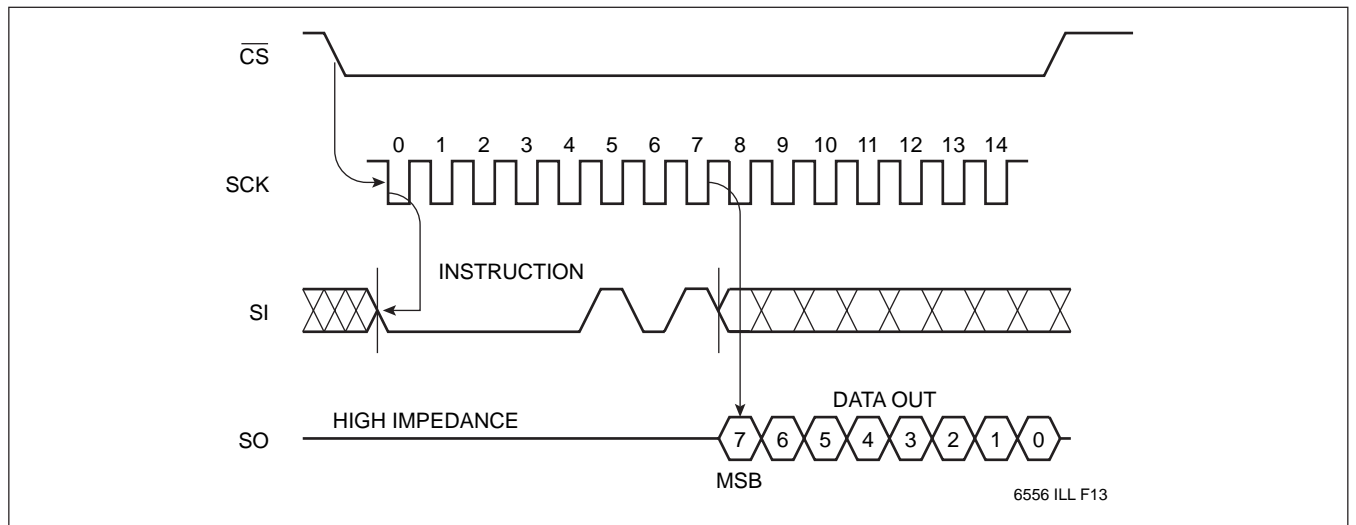 CS
0 1 2 3 4 5 6 7 8 9 10 11 12 13 14
SCK
INSTRUCTION
SI
HIGH IMPEDANCE
DATA OUT
SO
7 6 5 4 3 2 1 0
MSB
6556 ILL F13